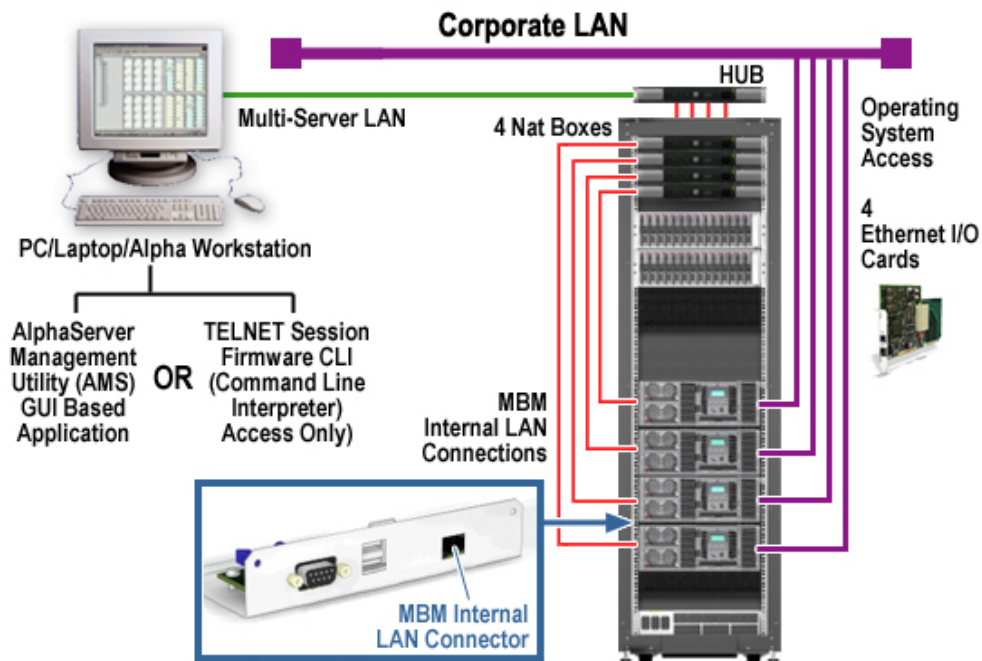 Corporate LAN
HUB
Multi-Server LAN
4 Nat Boxes
Operating
System
Access
4
Ethernet I/O
Cards
PC/Laptop/Alpha Workstation
AlphaServer
Management
Utility (AMS)
GUI Based
Application
OR
TELNET Session
Firmware CLI
(Command Line
Interpreter)
Access Only)
MBM
Internal LAN
Connections
MBM Internal
LAN Connector